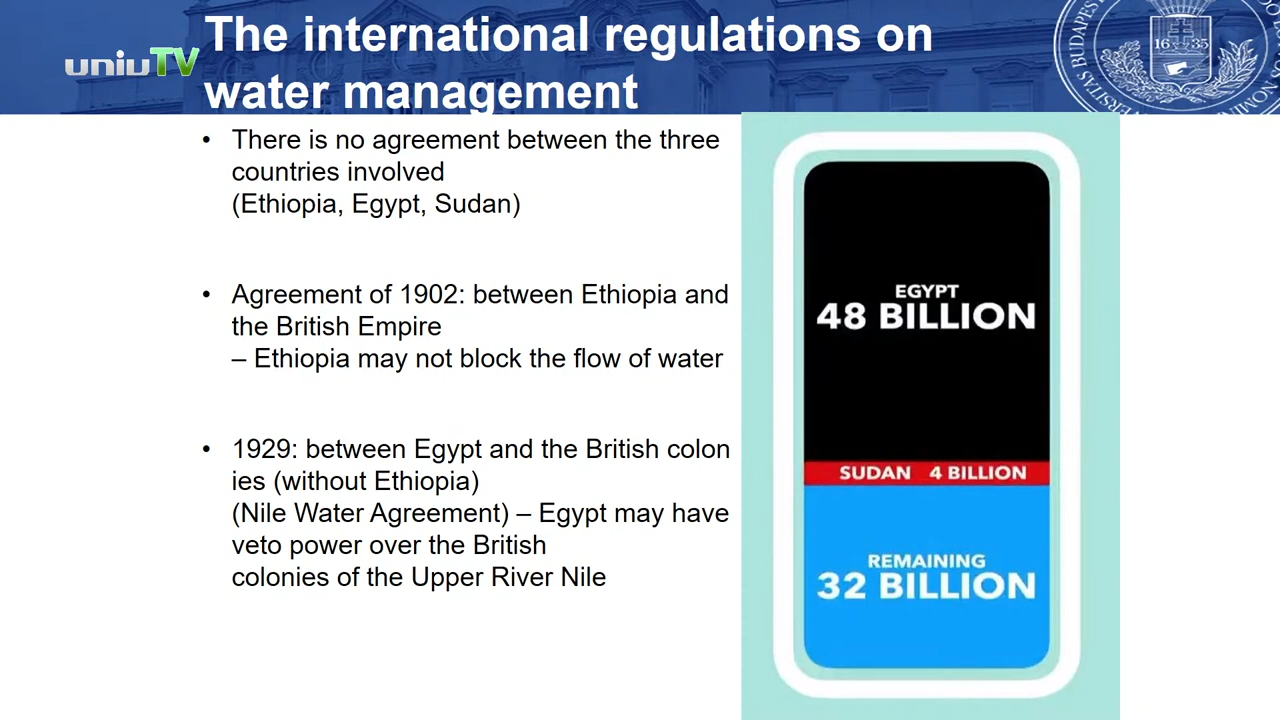 The international regulations on
water management
uniuTV
• There is no agreement between the three
countries involved
(Ethiopia, Egypt, Sudan)
• Agreement of 1902: between Ethiopia and
the British Empire
– Ethiopia may not block the flow of water
• 1929: between Egypt and the British colon
ies (without Ethiopia)
(Nile Water Agreement) – Egypt may have
veto power over the British
colonies of the Upper River Nile
EGYPT
48 BILLION
SUDAN 4 BILLION
REMAINING
32 BILLION
16 35